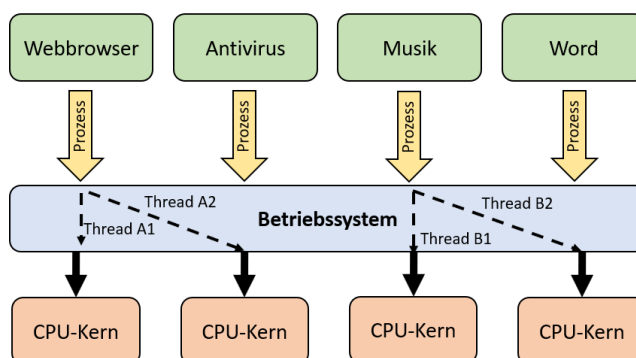 Webbrowser
Antivirus
Musik
Word
Prozess
Prozess
Prozess
Prozess
Thread A2
Thread B2
Thread A1
Betriebssystem
Thread B1
CPU-Kern
CPU-Kern
CPU-Kern
CPU-Kern